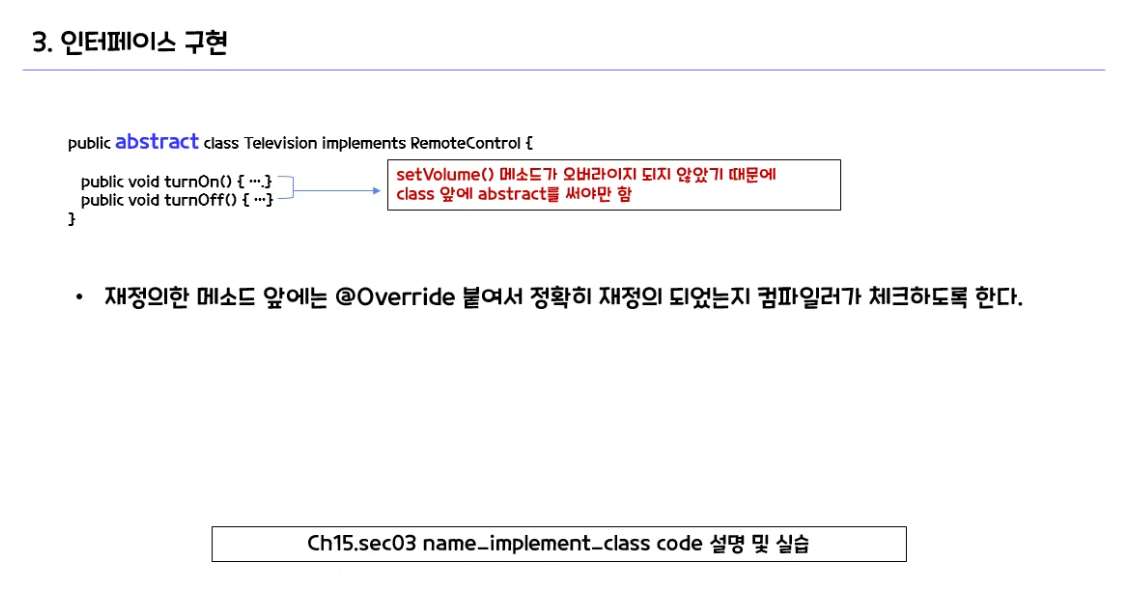 3. 인터페이스 구현
public abstract class Television implements RemoteControl {
public void turnOn() { ….}
public void turnOff() { …}
}
setVolume() 메소드가 오버라이지 되지 않았기 때문에
class 앞에 abstract를 써야만 함
• 재정의한 메소드 앞에는 @Override 붙여서 정확히 재정의 되었는지 컴파일러가 체크하도록 한다.
Ch15.sec03 name_implement_class code 설명 및 실습